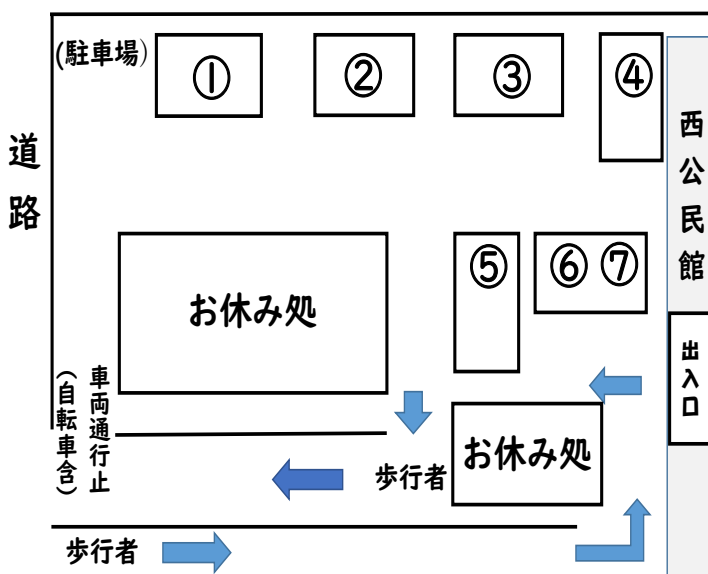 (駐車場)
①
②
③
④
道路
西公民館
お休み処
⑤
⑥⑦
出入口
車両通行止
(自転車含)
お休み処
歩行者
歩行者